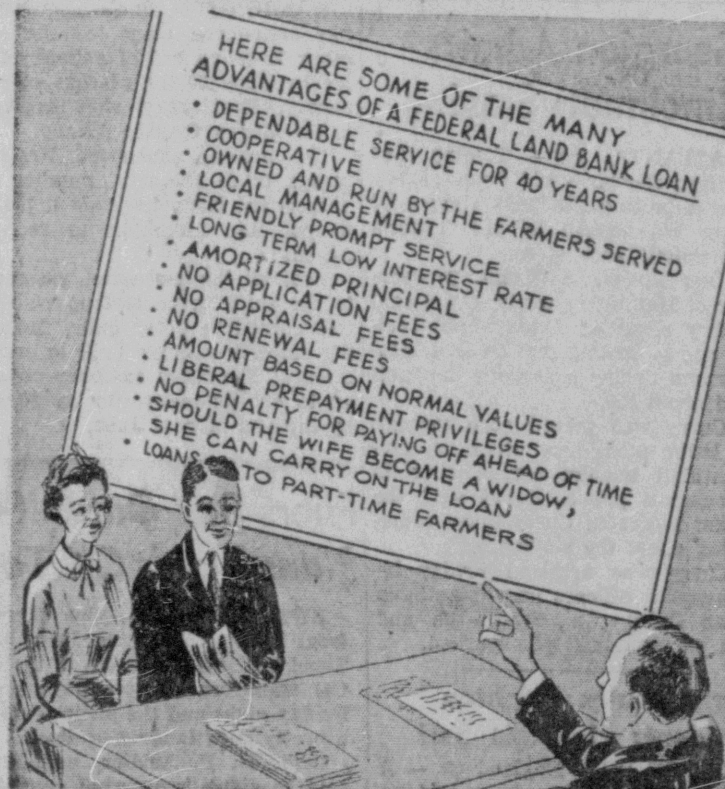 HERE ARE SOME OF THE MANY
ADVANTAGES OF A FEDERAL LAND BANK LOAN
• DEPENDABLE SERVICE FOR 40 YEARS
• COOPERATIVE
• OWNED AND RUN BY THE FARMERS SERVED
• LOCAL MANAGEMENT
• FRIENDLY PROMPT SERVICE
• LONG TERM LOW INTEREST RATE
• AMORTIZED PRINCIPAL
• NO APPLICATION FEES
• NO APPRAISAL FEES
• NO RENEWAL FEES
• AMOUNT BASED ON NORMAL VALUES
• LIBERAL PREPAYMENT PRIVILEGES
• NO PENALTY FOR PAYING OFF AHEAD OF TIME
• SHOULD THE WIFE BECOME A WIDOW,
SHE CAN CARRY ON THE LOAN
• LOANS TO PART-TIME FARMERS